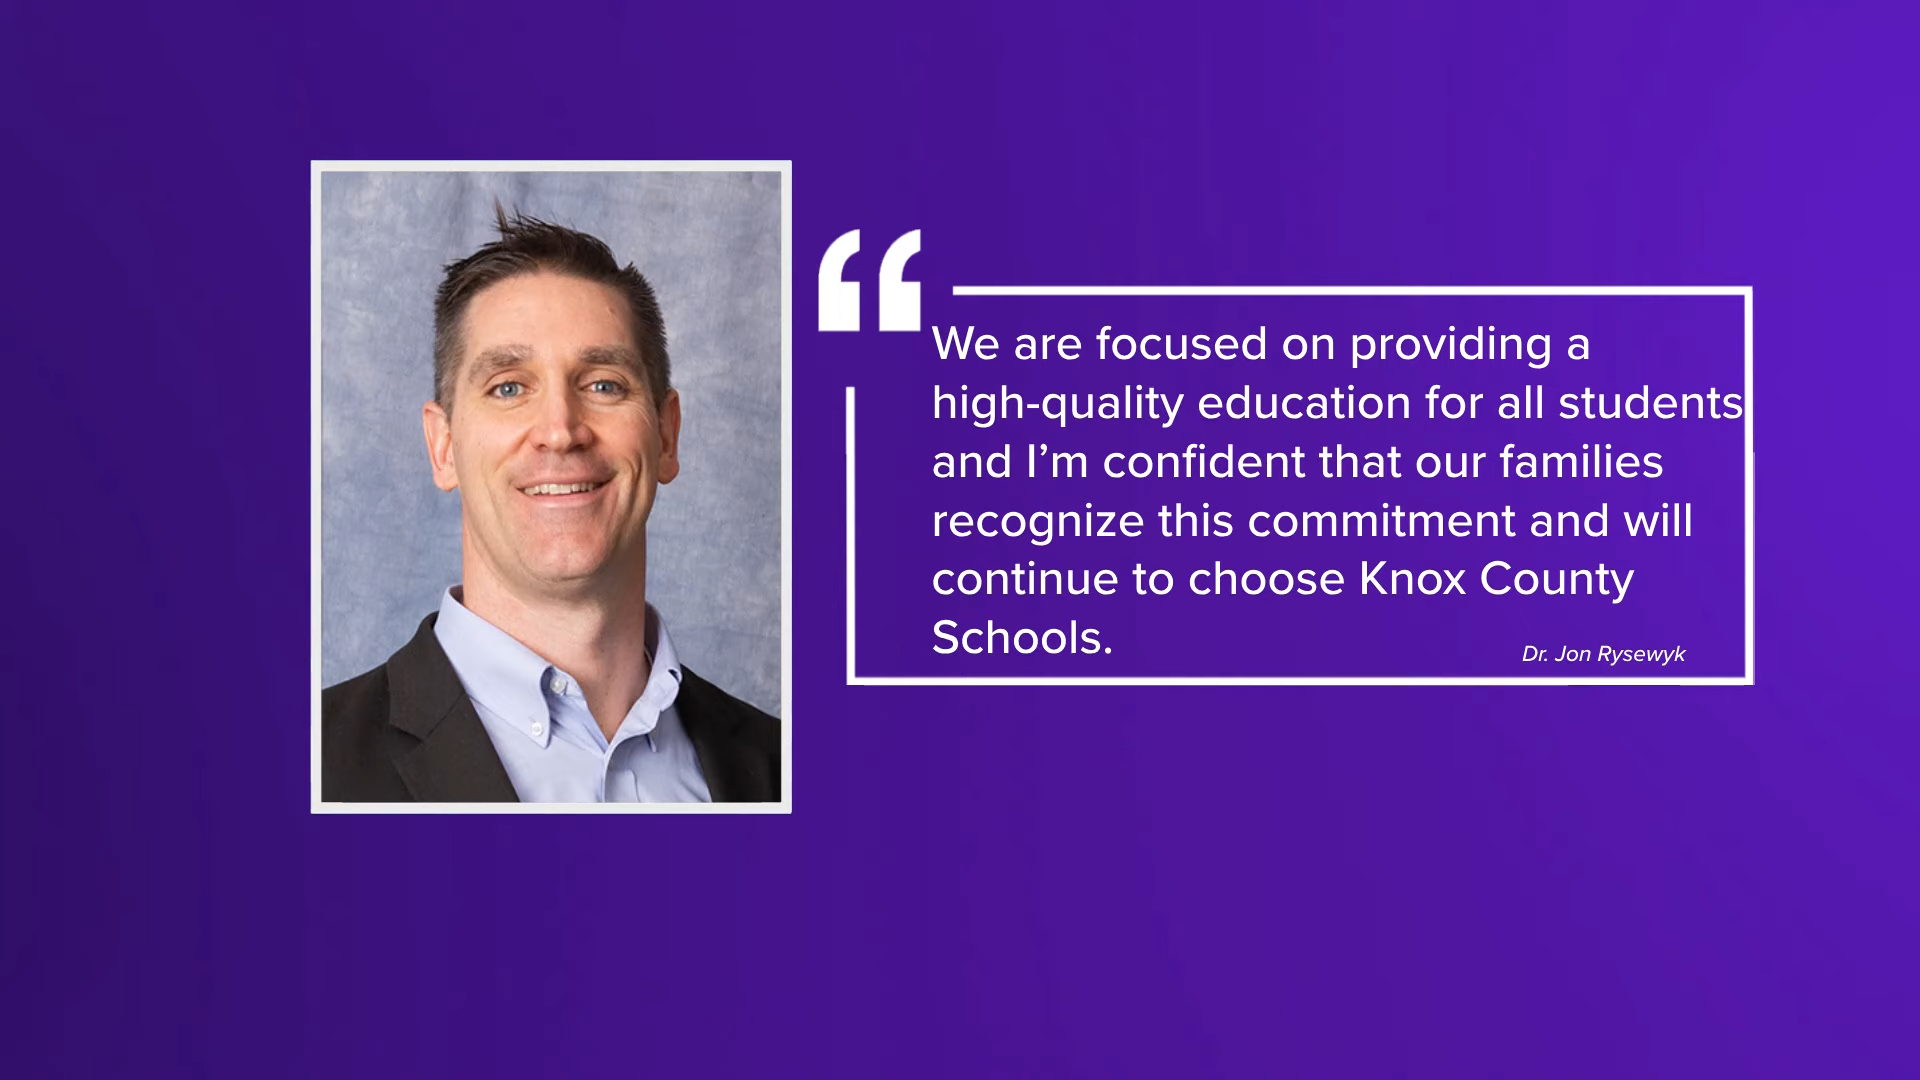 “
We are focused on providing a
high-quality education for all students
and I’m confident that our families
recognize this commitment and will
continue to choose Knox County
Schools.
Dr. Jon Rysewyk